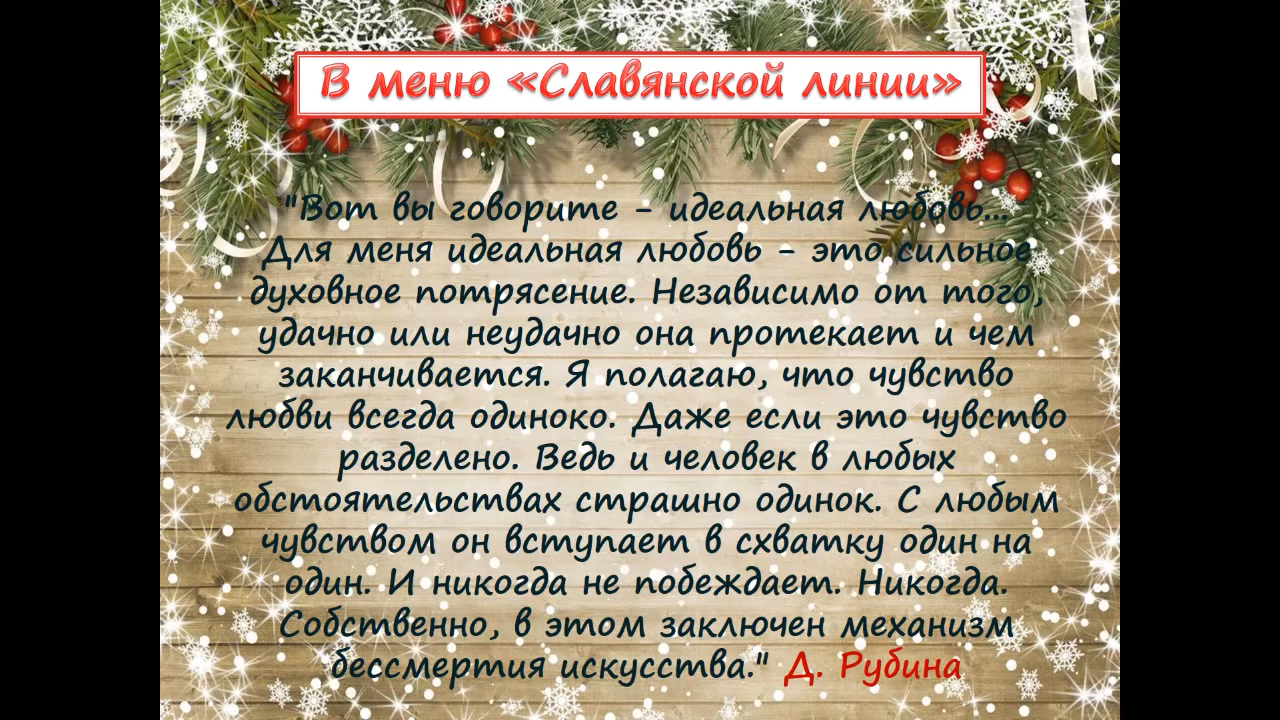 В меню «Славянской линии»
"Вот вы говорите - идеальная любовь...
Для меня идеальная любовь - это сильное
духовное потрясение. Независимо от того,
удачно или неудачно она протекает и чем
заканчивается. Я полагаю, что чувство
любви всегда одиноко. Даже если это чувство
разделено. Ведь и человек в любых
обстоятельствах страшно одинок. С любым
чувством он вступает в схватку один на
один. И никогда не побеждает. Никогда.
Собственно, в этом заключен механизм
бессмертия искусства." Д. Рубина